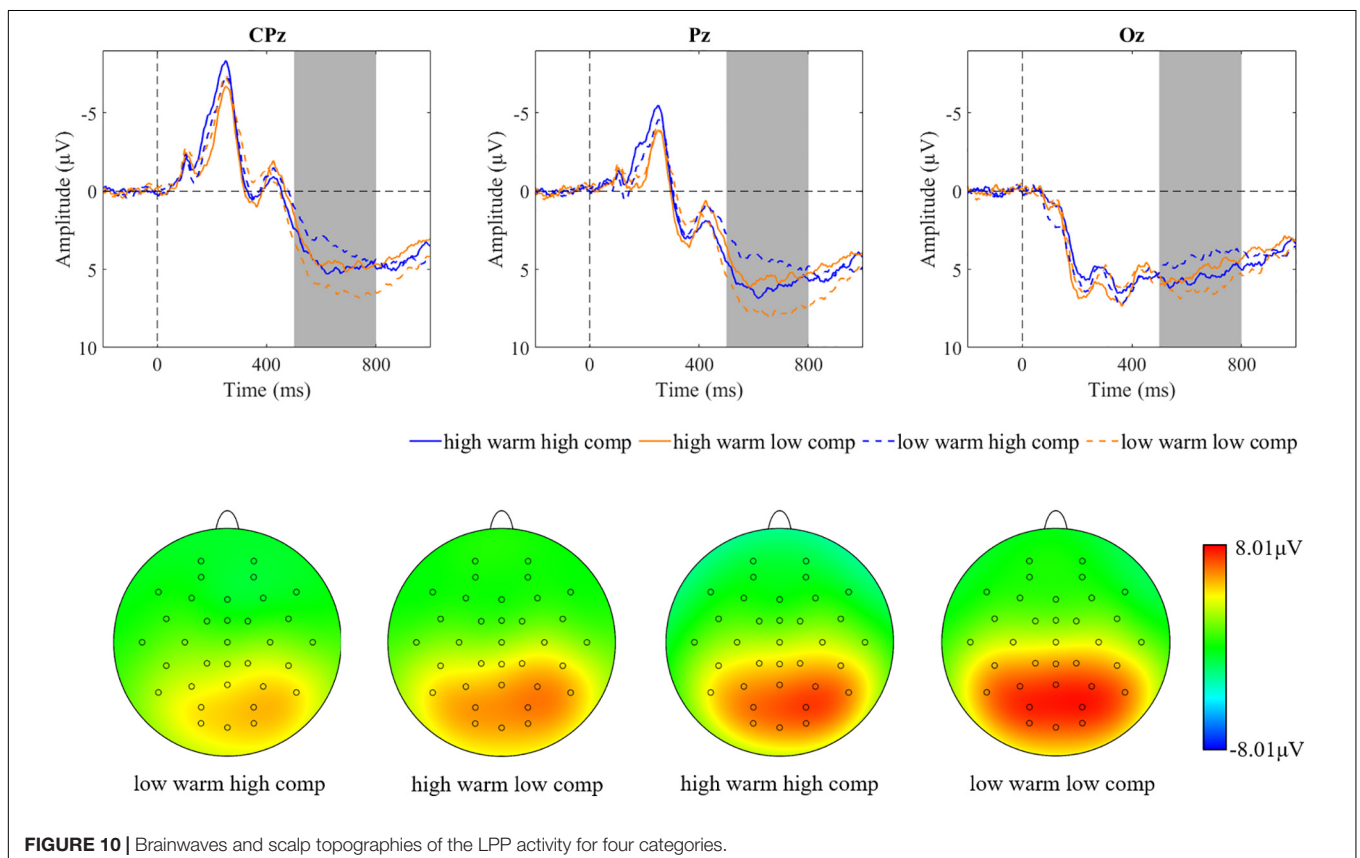 CPz
Pz
Oz
-5
0
5
10
Amplitude (µV)
0
400
800
Time (ms)
-5
0
5
10
Amplitude (µV)
0
400
800
Time (ms)
-5
0
5
10
Amplitude (µV)
0
400
800
Time (ms)
high warm high comp
high warm low comp
low warm high comp
low warm low comp
8.01µV
-8.01µV
low warm high comp
high warm low comp
high warm high comp
low warm low comp
FIGURE 10 | Brainwaves and scalp topographies of the LPP activity for four categories.